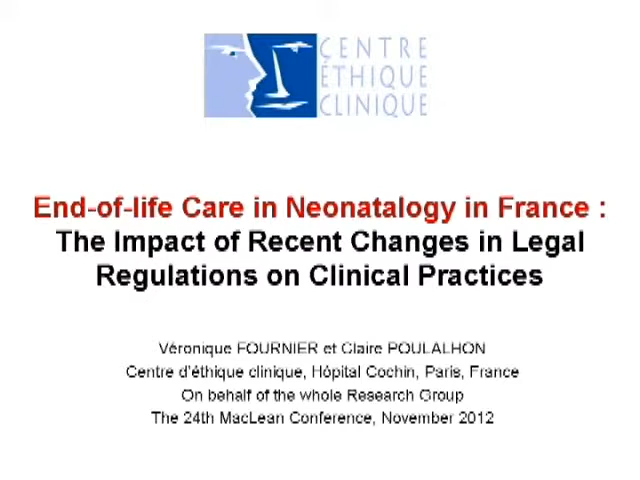 CENTRE
ÉTHIQUE
CLINIQUE
End-of-life Care in Neonatalogy in France :
The Impact of Recent Changes in Legal
Regulations on Clinical Practices
Véronique FOURNIER et Claire POULALHON
Centre d'éthique clinique, Hôpital Cochin, Paris, France
On behalf of the whole Research Group
The 24th MacLean Conference, November 2012